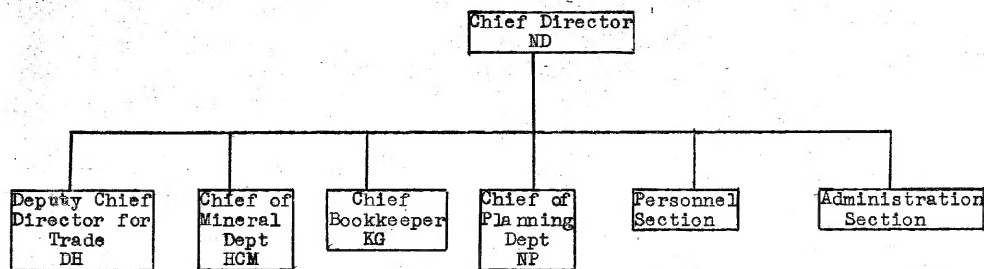 Chief Director
ND
Deputy Chief
Director for
Trade
DH
Chief of
Mineral
Dept
HCM
Chief
Bookkeeper
KG
Chief of
Planning
Dept
NP
Personnel
Section
Administration
Section